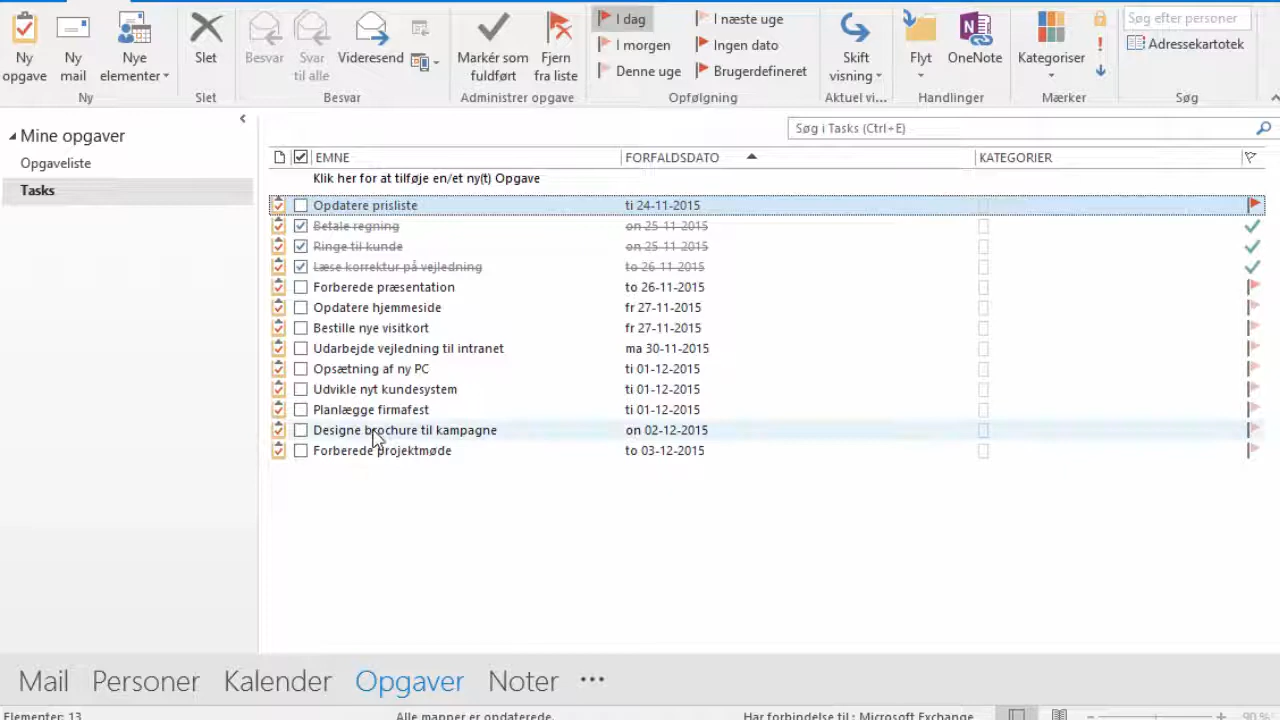 Ny opgave
Ny mail
Nye elementer
Ny
Slet
Slet
Besvar
Svar til alle
Videresend
Besvar
Markér som fuldført
Fjern fra liste
Administrer opgave
I dag
I næste uge
I morgen
Ingen dato
Denne uge
Brugerdefineret
Opfølgning
Skift visning
Aktuel vi...
Flyt
OneNote
Handlinger
Kategoriser
Mærker
Søg efter personer
Adressekartotek
Søg
Mine opgaver
Opgaveliste
Tasks
Søg i Tasks (Ctrl+E)
EMNE FORFALDSDATO KATEGORIER
Klik her for at tilføje en/et ny(t) Opgave
Opdatere prisliste ti 24-11-2015
Betale regning on 25-11-2015
Ringe til kunde on 25-11-2015
Læse korrektur på vejledning to 26-11-2015
Forberede præsentation to 26-11-2015
Opdatere hjemmeside fr 27-11-2015
Bestille nye visitkort fr 27-11-2015
Udarbejde vejledning til intranet ma 30-11-2015
Opsætning af ny PC ti 01-12-2015
Udvikle nyt kundesystem ti 01-12-2015
Planlægge firmafest ti 01-12-2015
Designe brochure til kampagne on 02-12-2015
Forberede projektmøde to 03-12-2015
Mail Personer Kalender Opgaver Noter ...
Elementer: 13 Alle mapper er opdaterede. Har forbindelse til : Microsoft Exchange 90 %